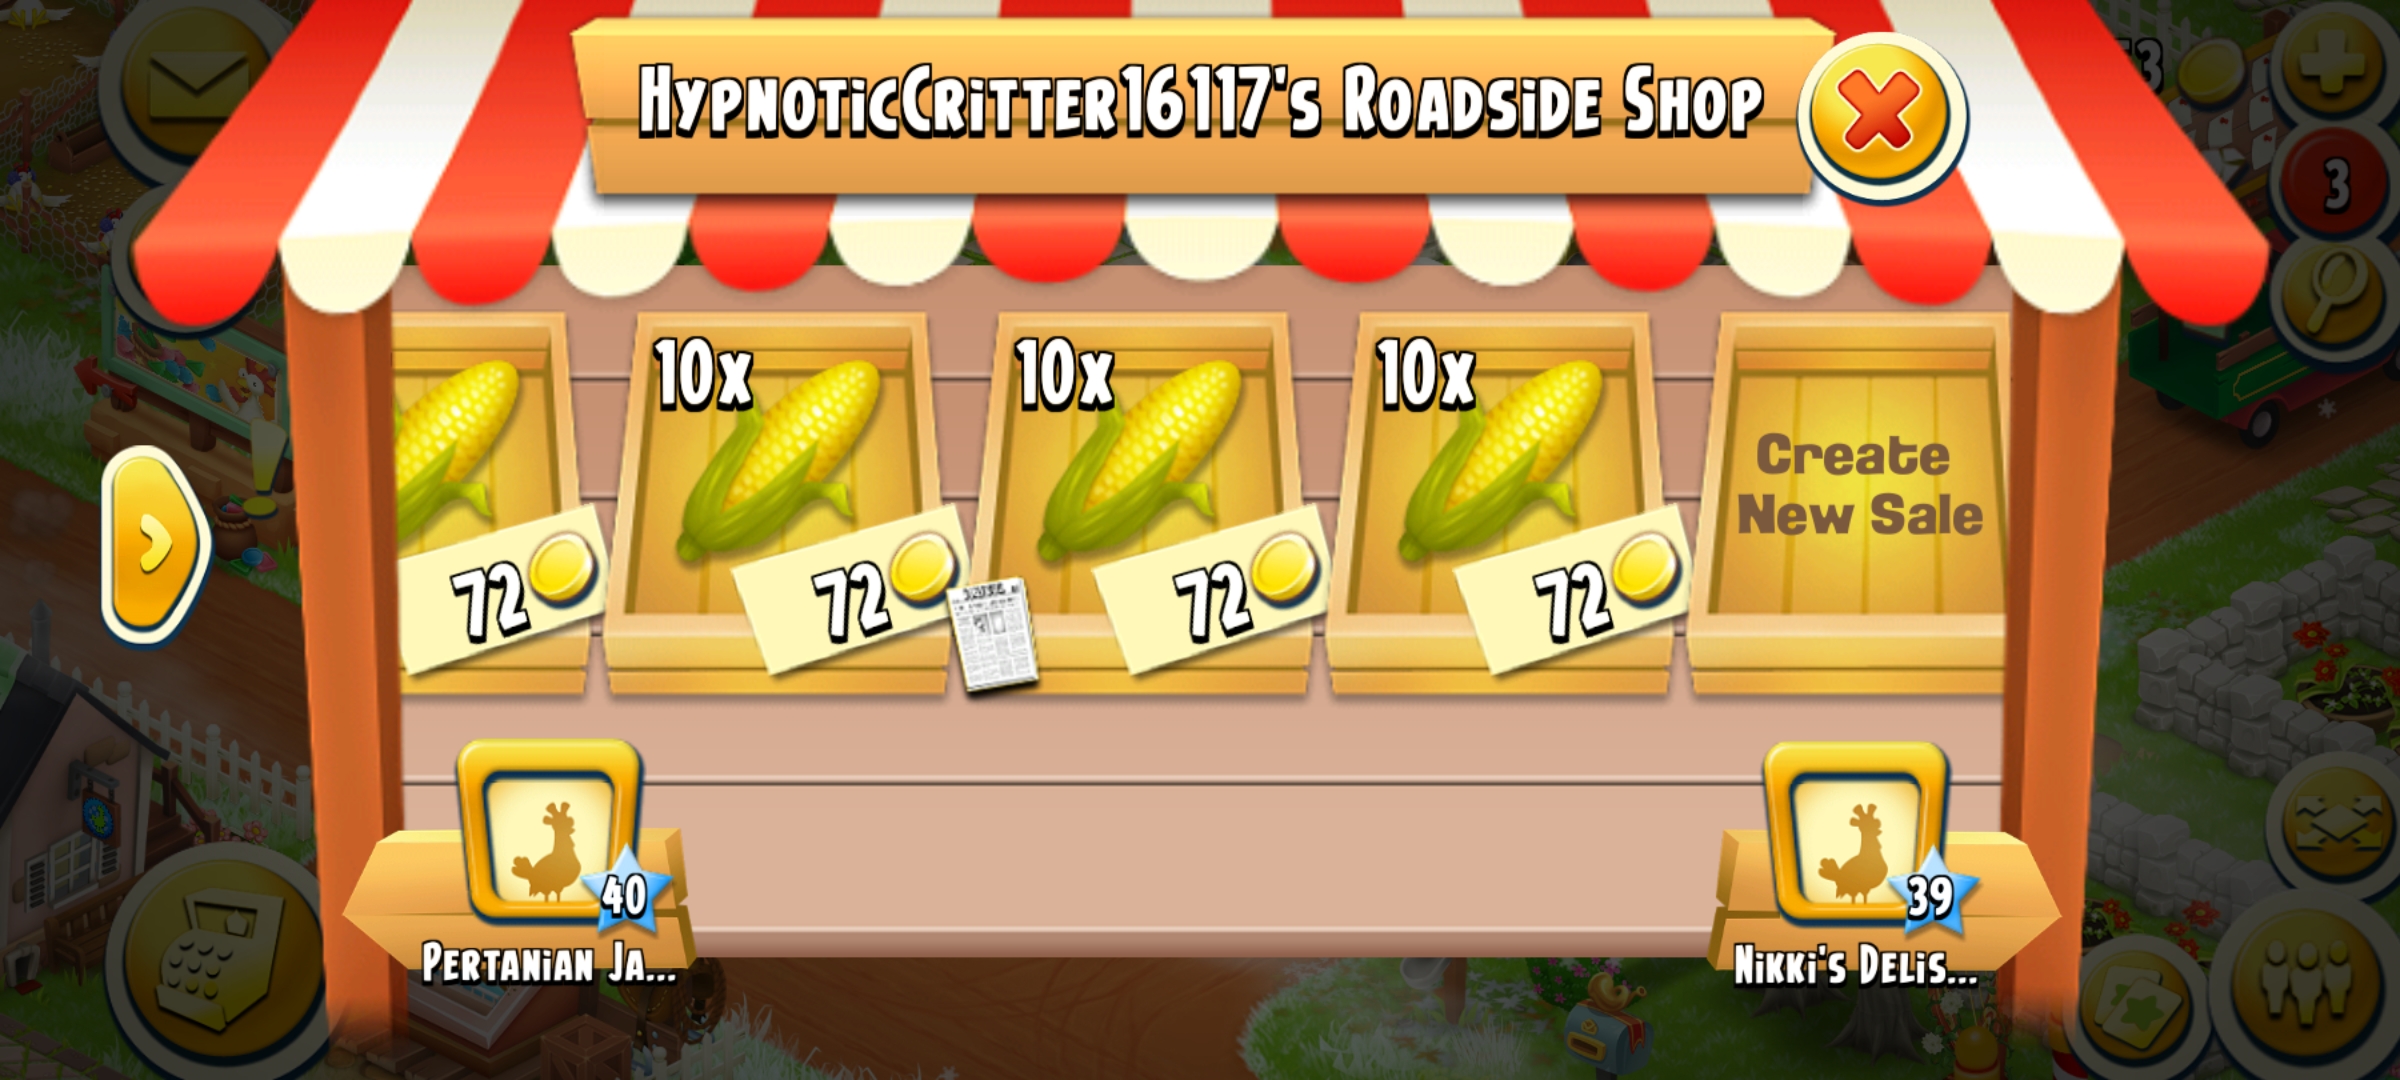 HypnoticCritter16117's Roadside Shop
3
10x
10x
10x
Create
New Sale
72
72
72
72
40
39
Pertanian Ja...
Nikki's Delis...